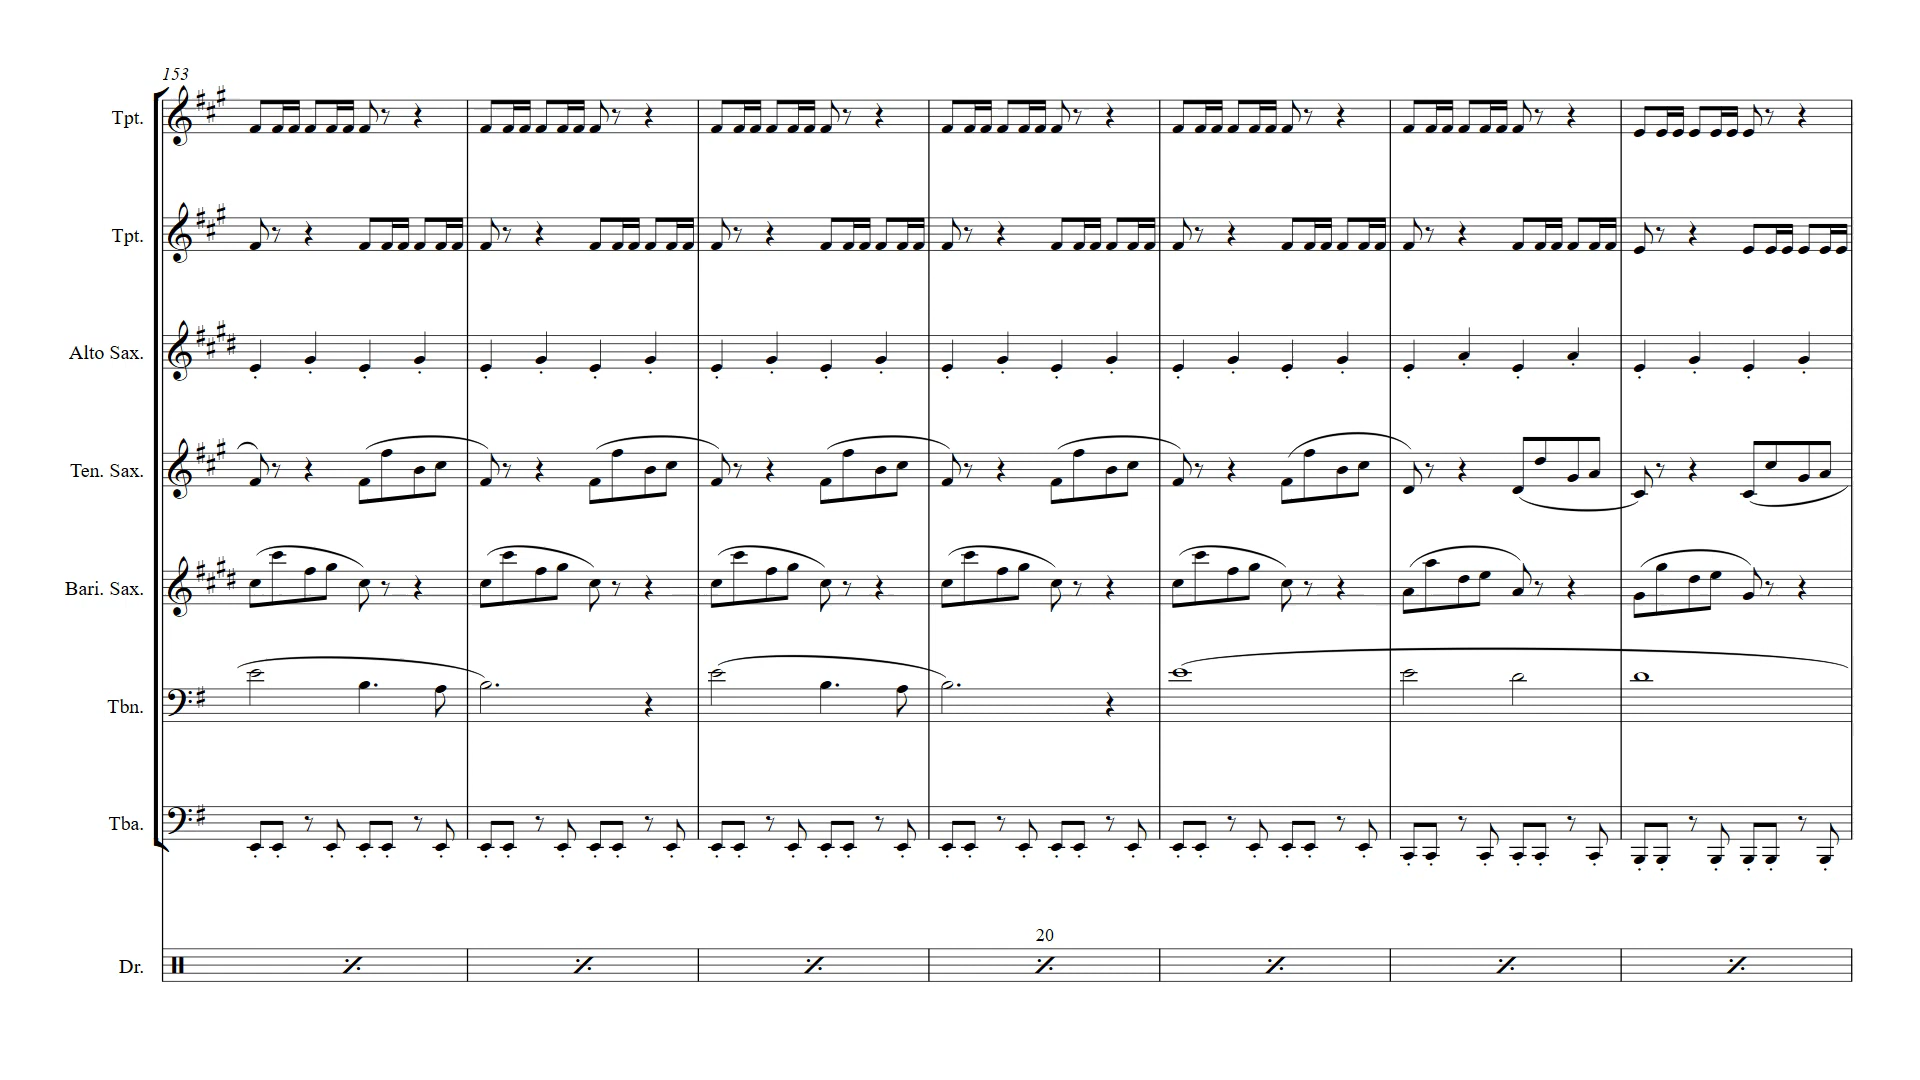 153
Tpt.
Tpt.
Alto Sax.
Ten. Sax.
Bari. Sax.
Tbn.
Tba.
20
Dr.